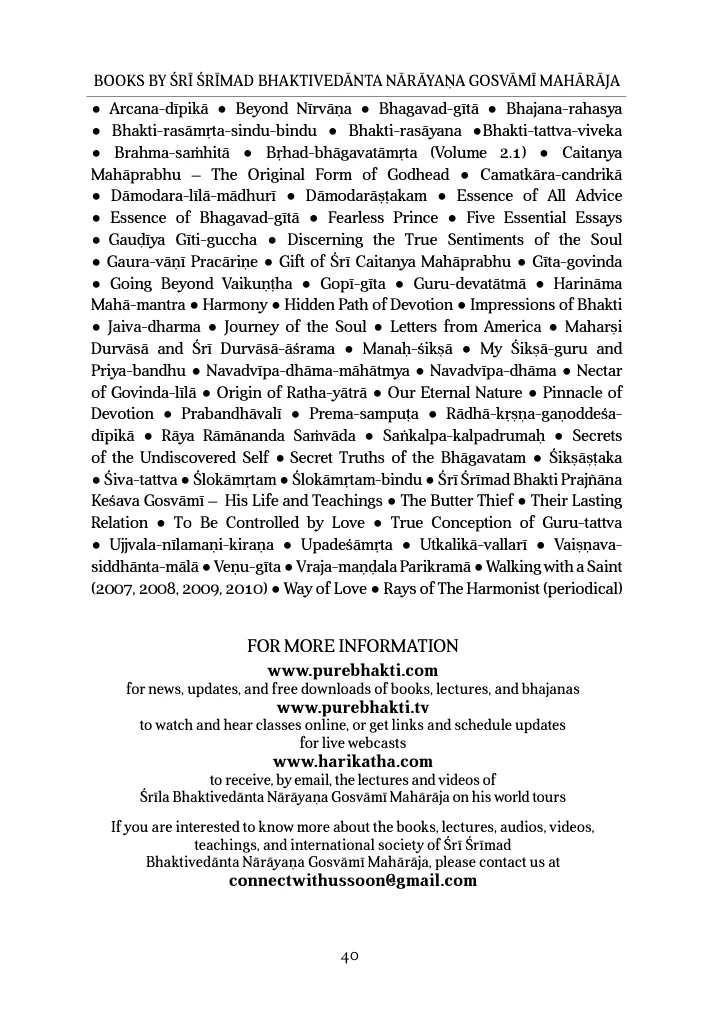 BOOKS BY ŚRĪ ŚRĪMAD BHAKTIVEDĀNTA NĀRĀYAṆA GOSVĀMĪ MAHĀRĀJA
● Arcana-dīpikā ● Beyond Nīrvāṇa ● Bhagavad-gītā ● Bhajana-rahasya
● Bhakti-rasāmṛta-sindu-bindu ● Bhakti-rasāyana ●Bhakti-tattva-viveka
● Brahma-saṁhitā ● Bṛhad-bhāgavatāmṛta (Volume 2.1) ● Caitanya
Mahāprabhu – The Original Form of Godhead ● Camatkāra-candrikā
● Dāmodara-līlā-mādhurī ● Dāmodarāṣṭakam ● Essence of All Advice
● Essence of Bhagavad-gītā ● Fearless Prince ● Five Essential Essays
● Gauḍīya Gīti-guccha ● Discerning the True Sentiments of the Soul
● Gaura-vāṇī Pracāriṇe ● Gift of Śrī Caitanya Mahāprabhu ● Gīta-govinda
● Going Beyond Vaikuṇṭha ● Gopī-gīta ● Guru-devatātmā ● Harināma
Mahā-mantra ● Harmony ● Hidden Path of Devotion ● Impressions of Bhakti
● Jaiva-dharma ● Journey of the Soul ● Letters from America ● Maharṣi
Durvāsā and Śrī Durvāsā-āśrama ● Manaḥ-śikṣā ● My Śikṣā-guru and
Priya-bandhu ● Navadvīpa-dhāma-māhātmya ● Navadvīpa-dhāma ● Nectar
of Govinda-līlā ● Origin of Ratha-yātrā ● Our Eternal Nature ● Pinnacle of
Devotion ● Prabandhāvalī ● Prema-sampuṭa ● Rādhā-kṛṣṇa-gaṇoddeśa-
dīpikā ● Rāya Rāmānanda Saṁvāda ● Saṅkalpa-kalpadrumaḥ ● Secrets
of the Undiscovered Self ● Secret Truths of the Bhāgavatam ● Śikṣāṣṭaka
● Śiva-tattva ● Ślokāmṛtam ● Ślokāmṛtam-bindu ● Śrī Śrīmad Bhakti Prajñāna
Keśava Gosvāmī – His Life and Teachings ● The Butter Thief ● Their Lasting
Relation ● To Be Controlled by Love ● True Conception of Guru-tattva
● Ujjvala-nīlamaṇi-kiraṇa ● Upadeśāmṛta ● Utkalikā-vallarī ● Vaiṣṇava-
siddhānta-mālā ● Veṇu-gīta ● Vraja-maṇḍala Parikramā ● Walking with a Saint
(2007, 2008, 2009, 2010) ● Way of Love ● Rays of The Harmonist (periodical)
FOR MORE INFORMATION
www.purebhakti.com
for news, updates, and free downloads of books, lectures, and bhajanas
www.purebhakti.tv
to watch and hear classes online, or get links and schedule updates
for live webcasts
www.harikatha.com
to receive, by email, the lectures and videos of
Śrīla Bhaktivedānta Nārāyaṇa Gosvāmī Mahārāja on his world tours
If you are interested to know more about the books, lectures, audios, videos,
teachings, and international society of Śrī Śrīmad
Bhaktivedānta Nārāyaṇa Gosvāmī Mahārāja, please contact us at
connectwithussoon@gmail.com
40